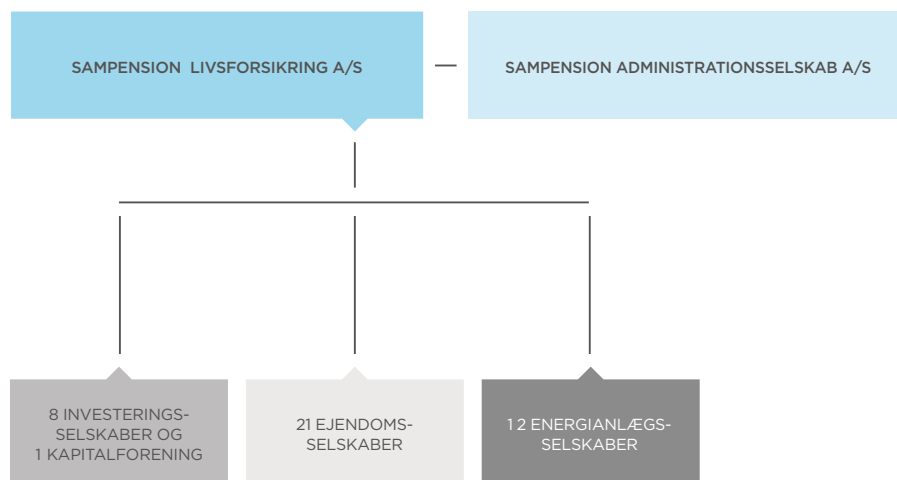 SAMPENSION LIVSFORSIKRING A/S
SAMPENSION ADMINISTRATIONSSELSKAB A/S
8 INVESTERINGS-
SELSKABER OG
1 KAPITALFORENING
21 EJENDOMS-
SELSKABER
12 ENERGIANLÆGS-
SELSKABER